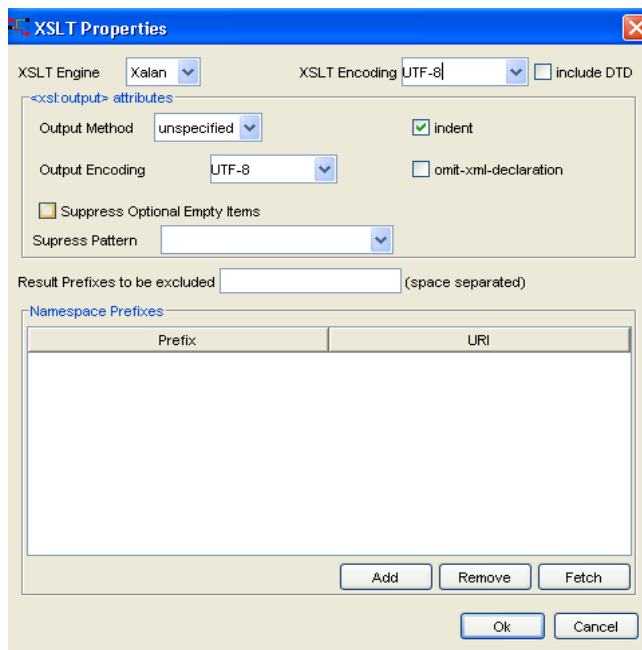 XSLT Properties
XSLT Engine Xalan XSLT Encoding UTF-8 include DTD
<xsl:output> attributes
Output Method unspecified indent
Output Encoding UTF-8 omit-xml-declaration
Suppress Optional Empty Items
Supress Pattern
Result Prefixes to be excluded (space separated)
Namespace Prefixes
Prefix URI
Add Remove Fetch
Ok Cancel